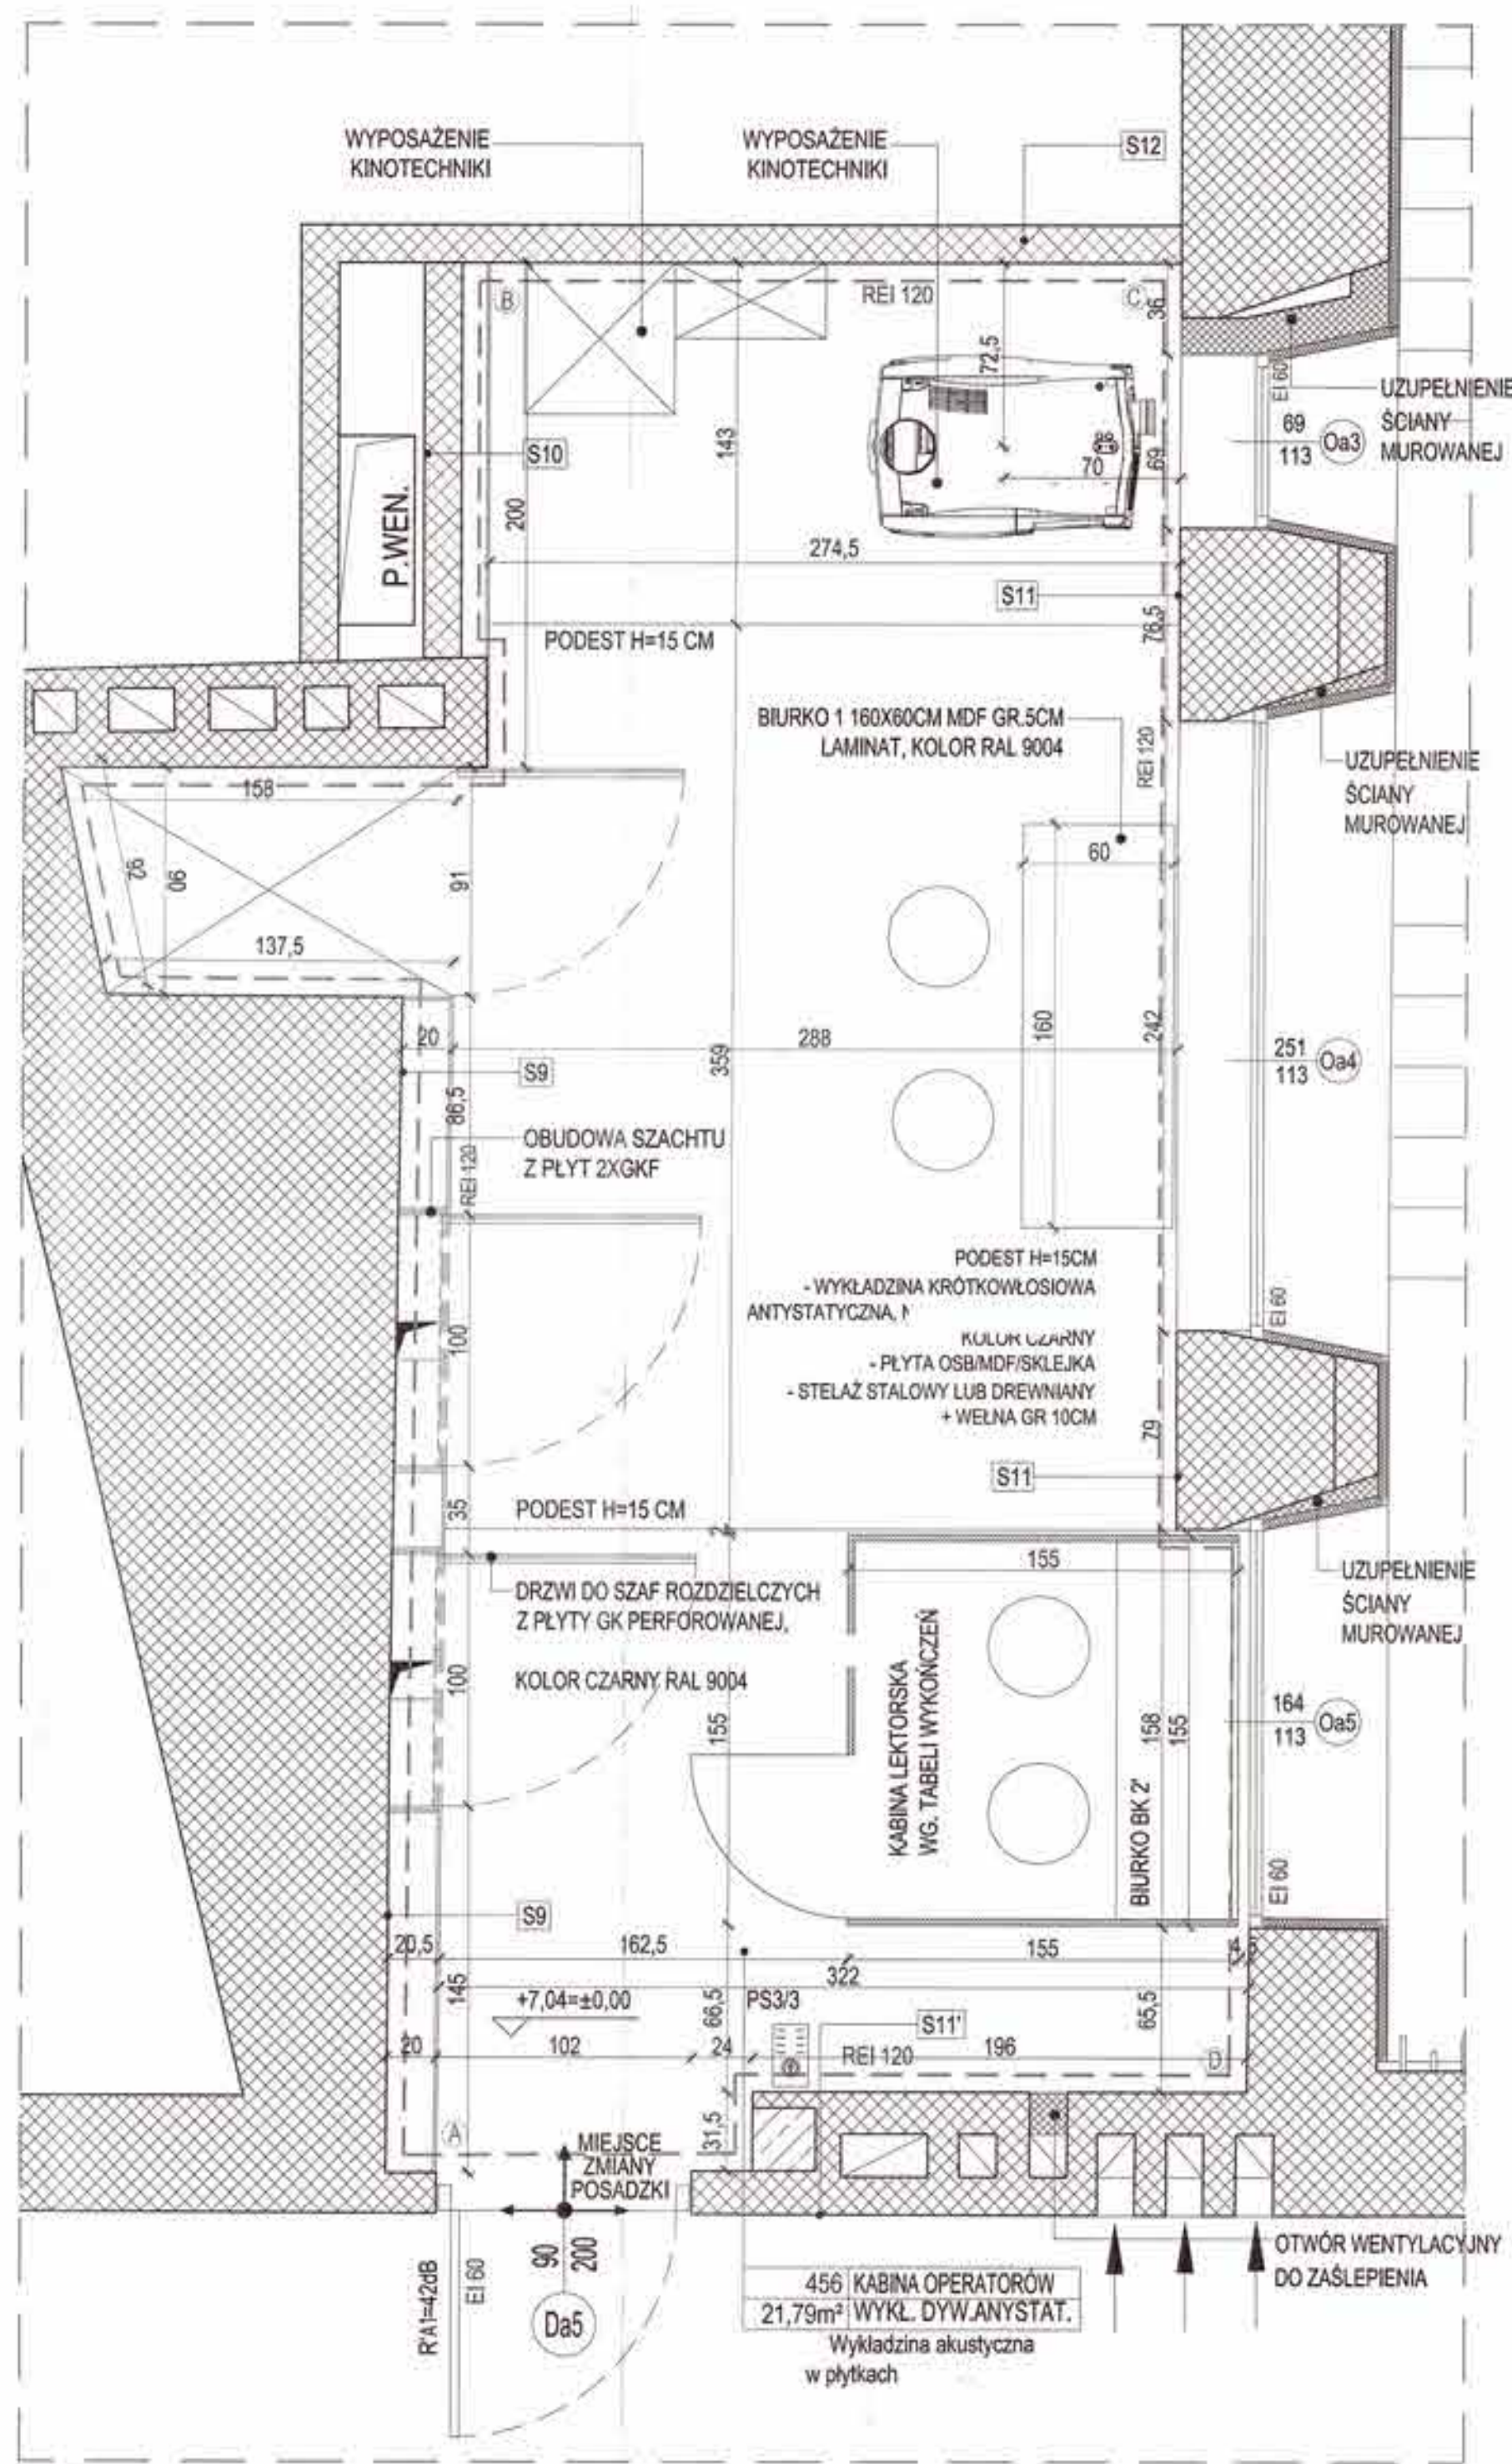 WYPOSAŻENIE
KINOTECHNIKI
WYPOSAŻENIE
KINOTECHNIKI
S12
B
REI 120
C
36
72,5
EI 60
UZUPEŁNIENIE
ŚCIANY
MUROWANEJ
69
113
Oa3
S10
143
70
69
P.WEN.
200
274,5
S11
76,5
PODEST H=15 CM
BIURKO 1 160X60CM MDF GR.5CM
LAMINAT, KOLOR RAL 9004
REI 120
UZUPEŁNIENIE
ŚCIANY
MUROWANEJ
158
60
92
90
91
137,5
20
288
160
242
359
251
113
Oa4
S9
86,5
OBUDOWA SZACHTU
Z PŁYT 2XGKF
REI 120
PODEST H=15CM
- WYKŁADZINA KRÓTKOWŁOSIOWA
ANTYSTATYCZNA,
KOLOR CZARNY
- PŁYTA OSB/MDF/SKLEJKA
- STELAŻ STALOWY LUB DREWNIANY
+ WEŁNA GR 10CM
EI 60
100
79
S11
35
PODEST H=15 CM
2
155
UZUPEŁNIENIE
ŚCIANY
MUROWANEJ
DRZWI DO SZAF ROZDZIELCZYCH
Z PŁYTY GK PERFOROWANEJ,
KOLOR CZARNY RAL 9004
100
155
KABINA LEKTORSKA
WG. TABELI WYKOŃCZEŃ
158
155
BIURKO BK 2'
164
113
Oa5
EI 60
S9
20,5
162,5
155
322
145
+7,04=±0,00
66,5
PS3/3
S11'
65,5
20
102
24
REI 120
196
D
A
31,5
MIEJSCE
ZMIANY
POSADZKI
90
200
Da5
R'A1=42dB
EI 60
OTWÓR WENTYLACYJNY
DO ZAŚLEPIENIA
456 KABINA OPERATORÓW
21,79m² WYKŁ. DYW.ANYSTAT.
Wykładzina akustyczna
w płytkach